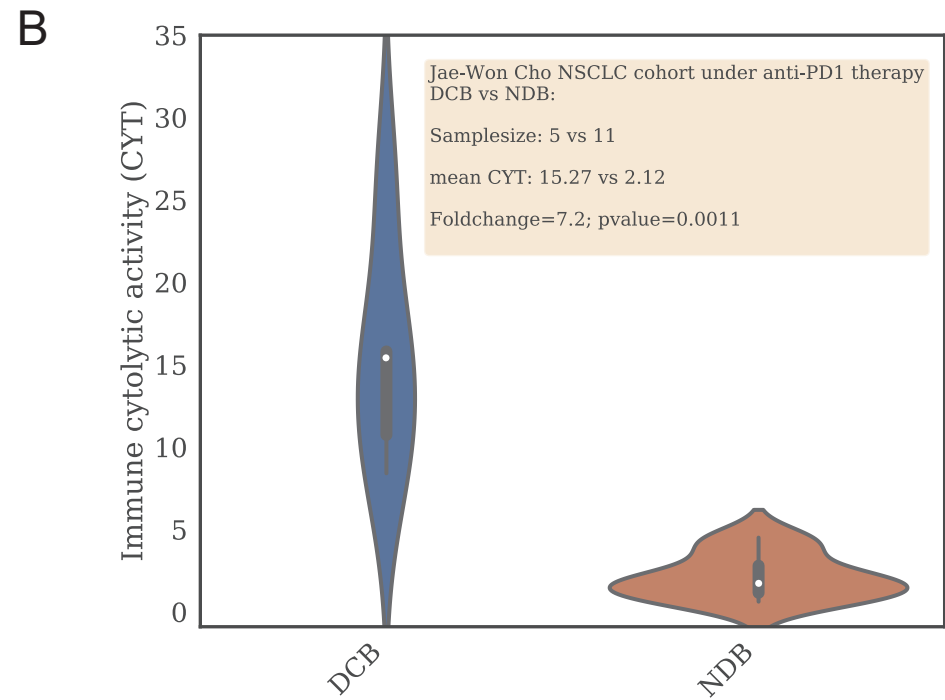 B
35
30
25
20
15
10
5
0
Immune cytolytic activity (CYT)
Jae-Won Cho NSCLC cohort under anti-PD1 therapy
DCB vs NDB:
Samplesize: 5 vs 11
mean CYT: 15.27 vs 2.12
Foldchange=7.2; pvalue=0.0011
DCB
NDB